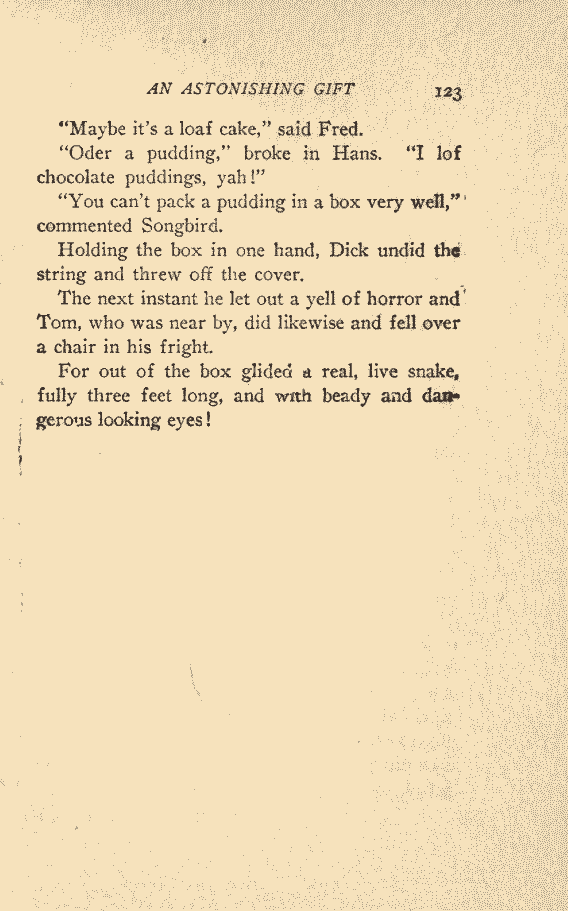 AN ASTONISHING GIFT 123
“Maybe it’s a loaf cake,” said Fred.
“Oder a pudding,” broke in Hans. “I lof
chocolate puddings, yah!”
“You can’t pack a pudding in a box very well,”
commented Songbird.
Holding the box in one hand, Dick undid the
string and threw off the cover.
The next instant he let out a yell of horror and
Tom, who was near by, did likewise and fell over
a chair in his fright.
For out of the box glided a real, live snake,
fully three feet long, and with beady and dan-
gerous looking eyes!